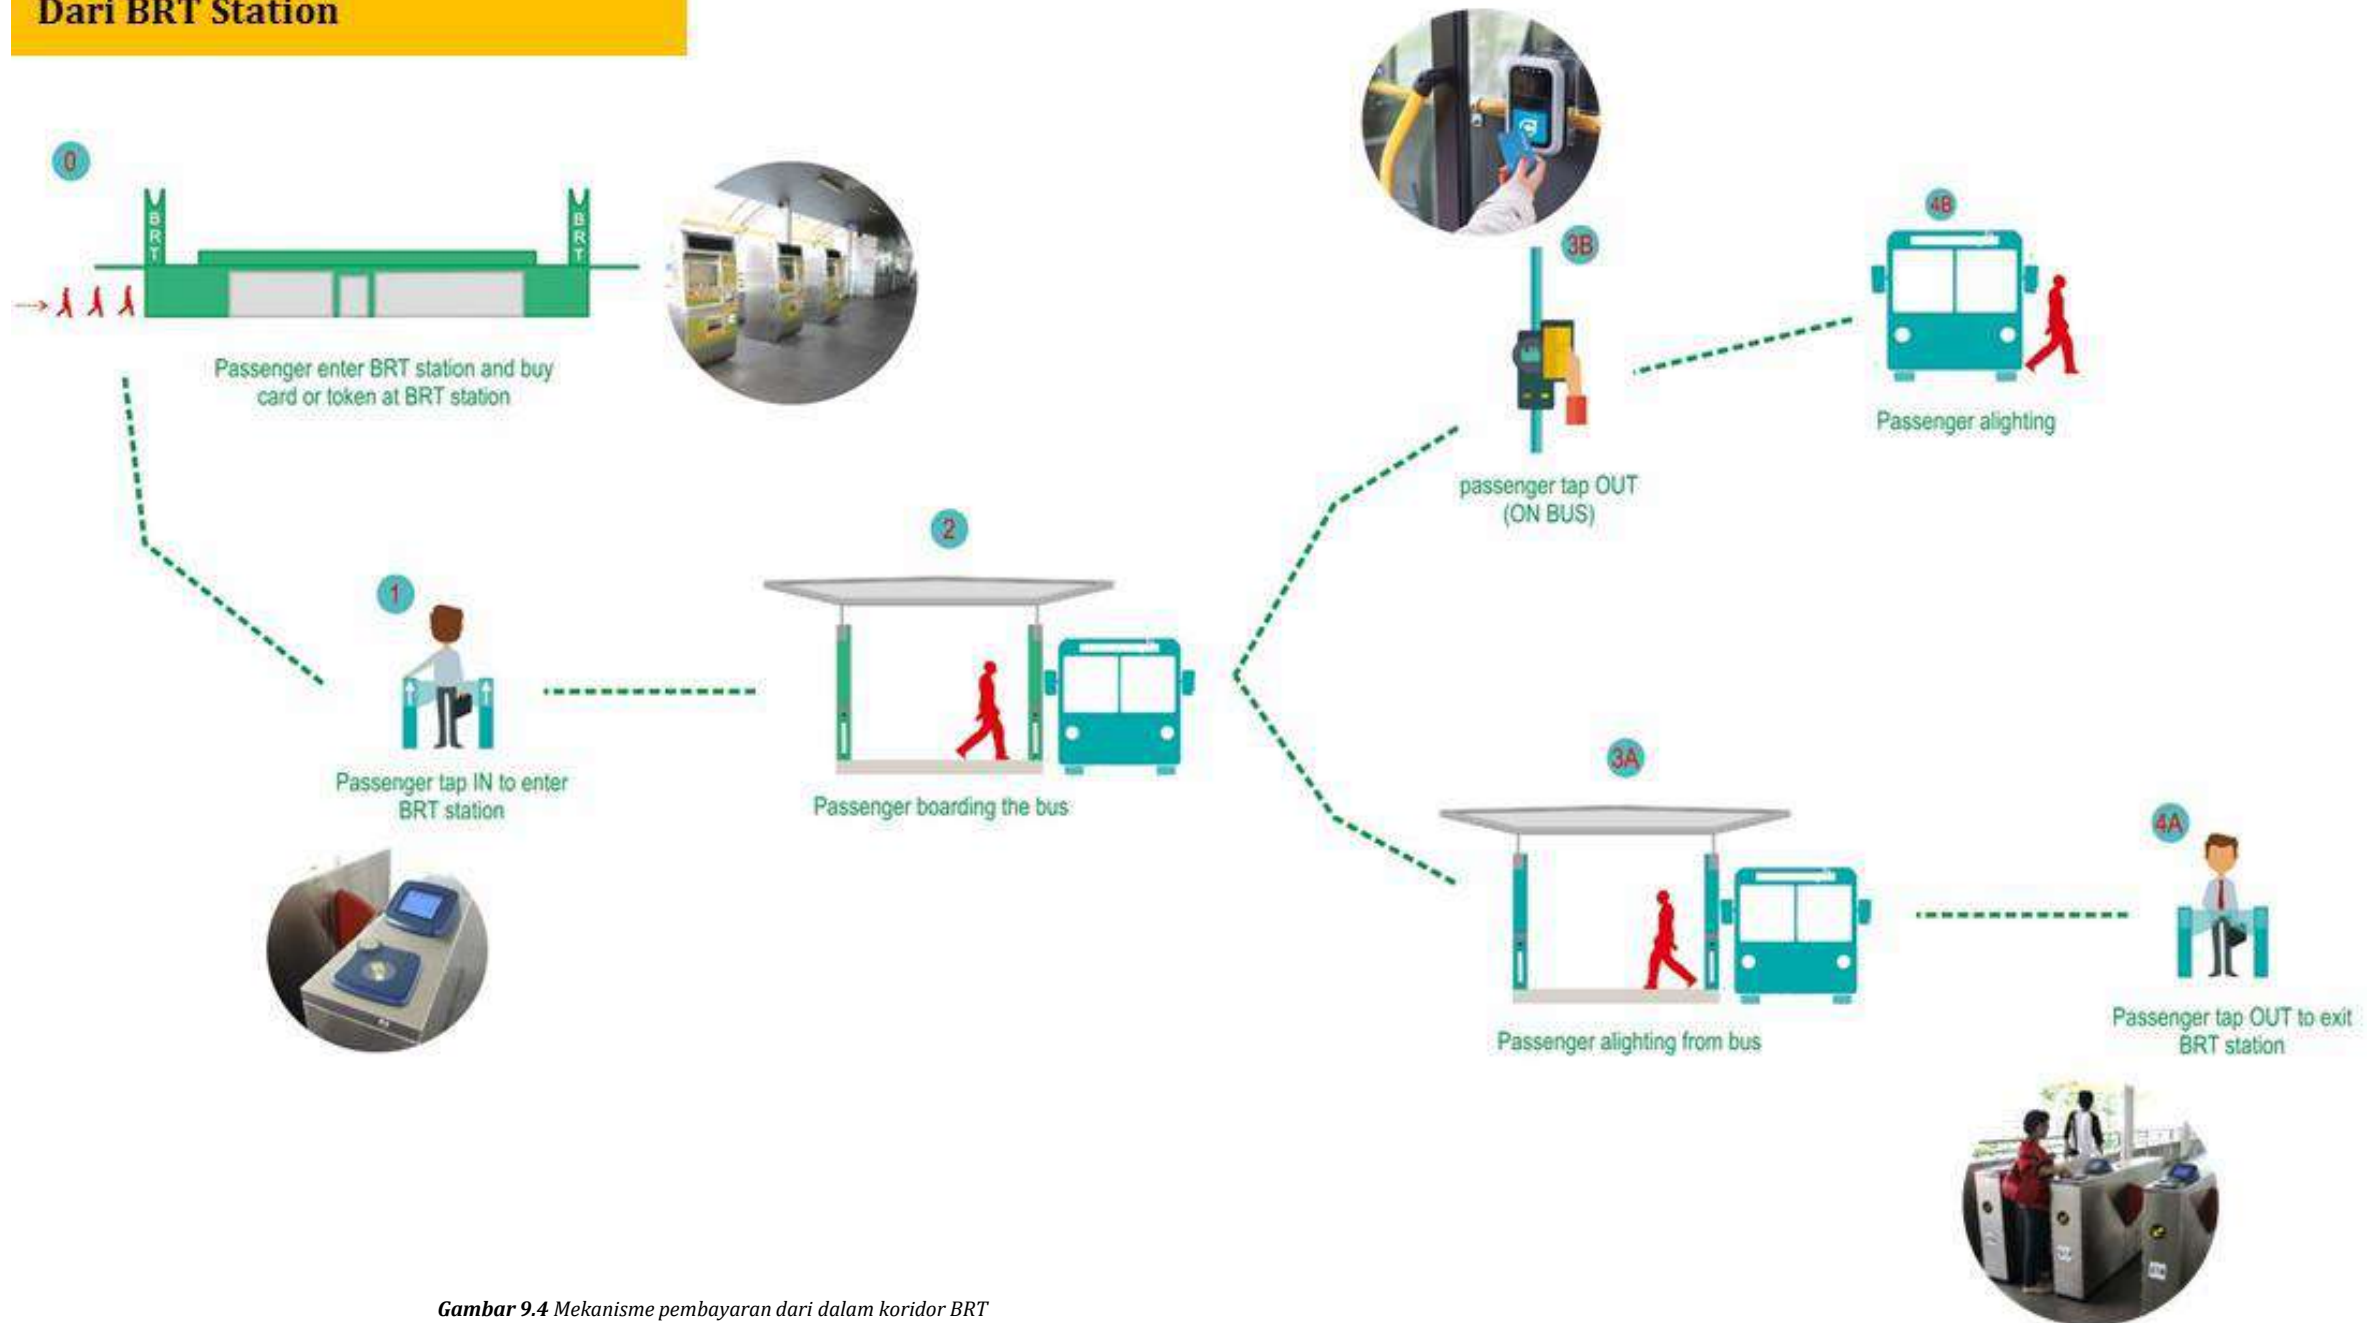 Dari BRT Station
0
BRT
BRT
Passenger enter BRT station and buy
card or token at BRT station
1
Passenger tap IN to enter
BRT station
2
Passenger boarding the bus
3B
passenger tap OUT
(ON BUS)
4B
Passenger alighting
3A
Passenger alighting from bus
4A
Passenger tap OUT to exit
BRT station
Gambar 9.4 Mekanisme pembayaran dari dalam koridor BRT